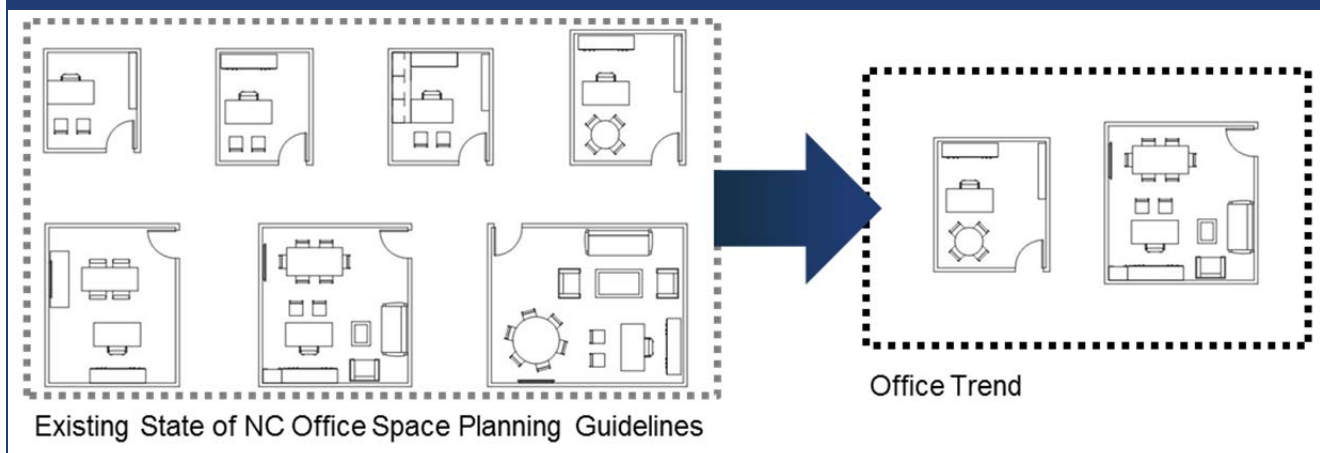 Office Trend
Existing State of NC Office Space Planning Guidelines